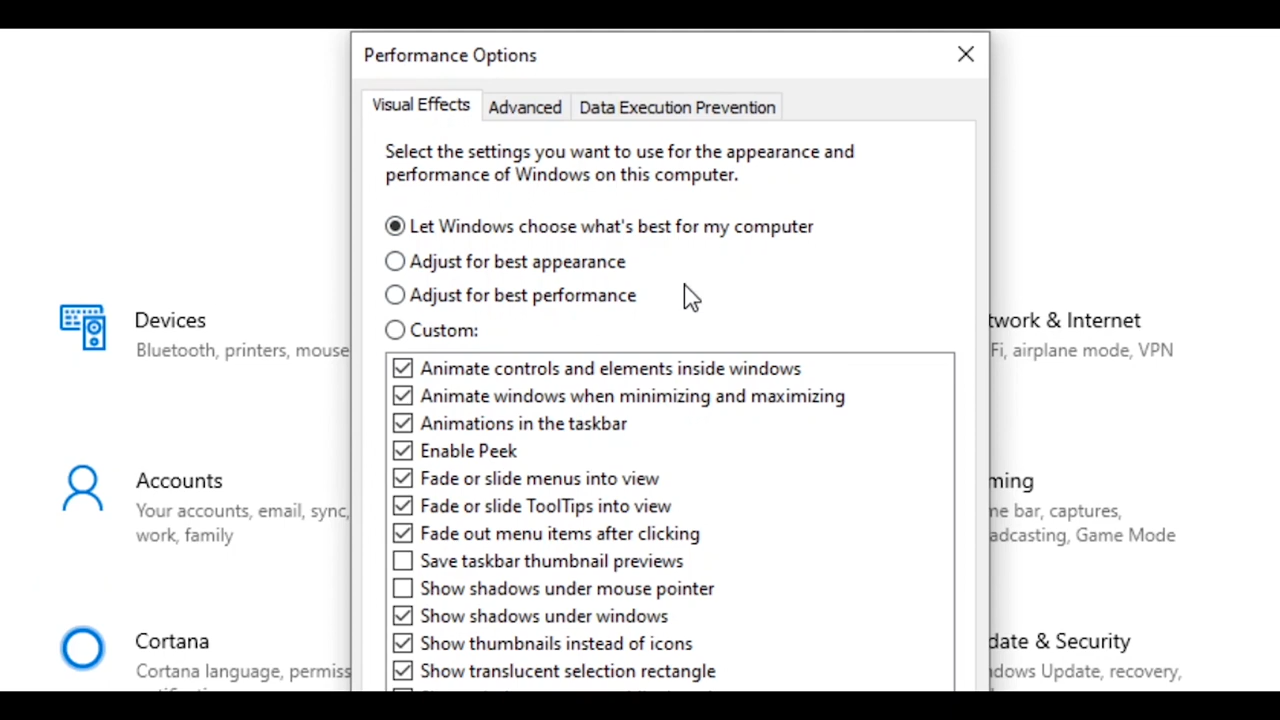 Performance Options
Visual Effects
Advanced
Data Execution Prevention
Select the settings you want to use for the appearance and
performance of Windows on this computer.
Let Windows choose what's best for my computer
Adjust for best appearance
Adjust for best performance
Custom:
Animate controls and elements inside windows
Animate windows when minimizing and maximizing
Animations in the taskbar
Enable Peek
Fade or slide menus into view
Fade or slide ToolTips into view
Fade out menu items after clicking
Save taskbar thumbnail previews
Show shadows under mouse pointer
Show shadows under windows
Show thumbnails instead of icons
Show translucent selection rectangle
Devices
Bluetooth, printers, mouse
Accounts
Your accounts, email, sync,
work, family
Cortana
Cortana language, permiss
twork & Internet
Fi, airplane mode, VPN
ming
me bar, captures,
adcasting, Game Mode
date & Security
dows Update, recovery,